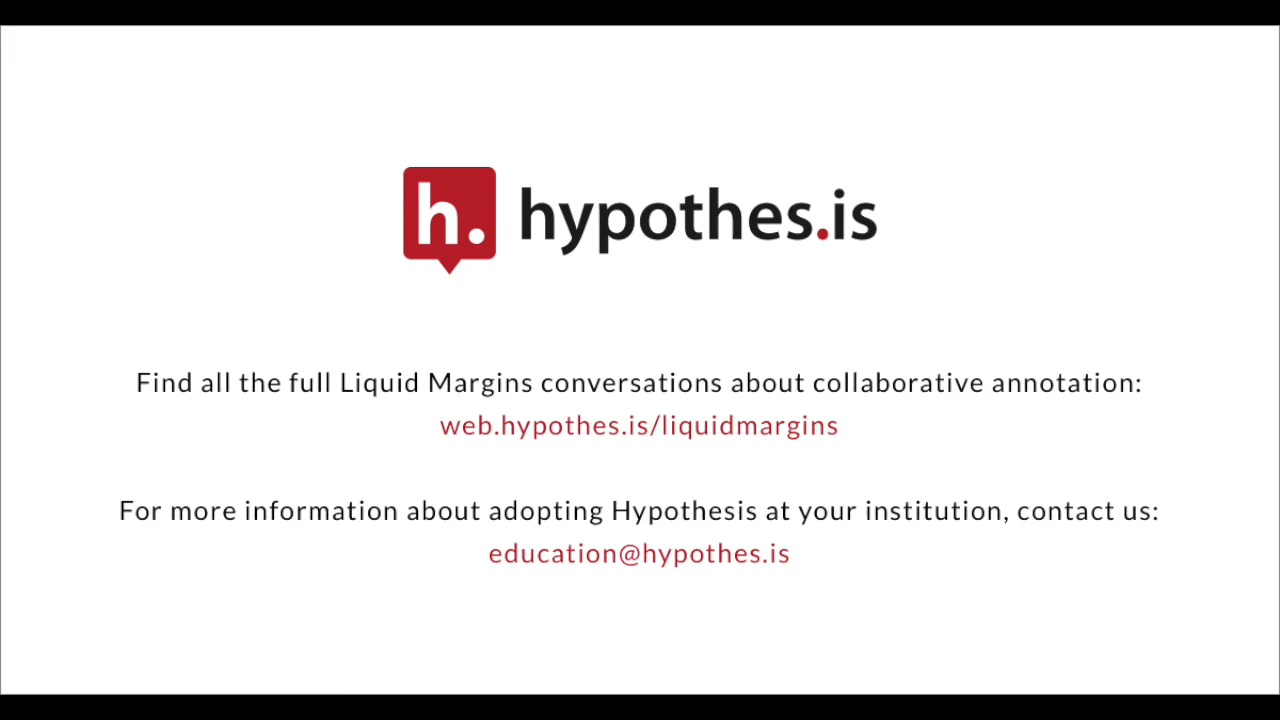 h. hypothes.is
Find all the full Liquid Margins conversations about collaborative annotation:
web.hypothes.is/liquidmargins
For more information about adopting Hypothesis at your institution, contact us:
education@hypothes.is